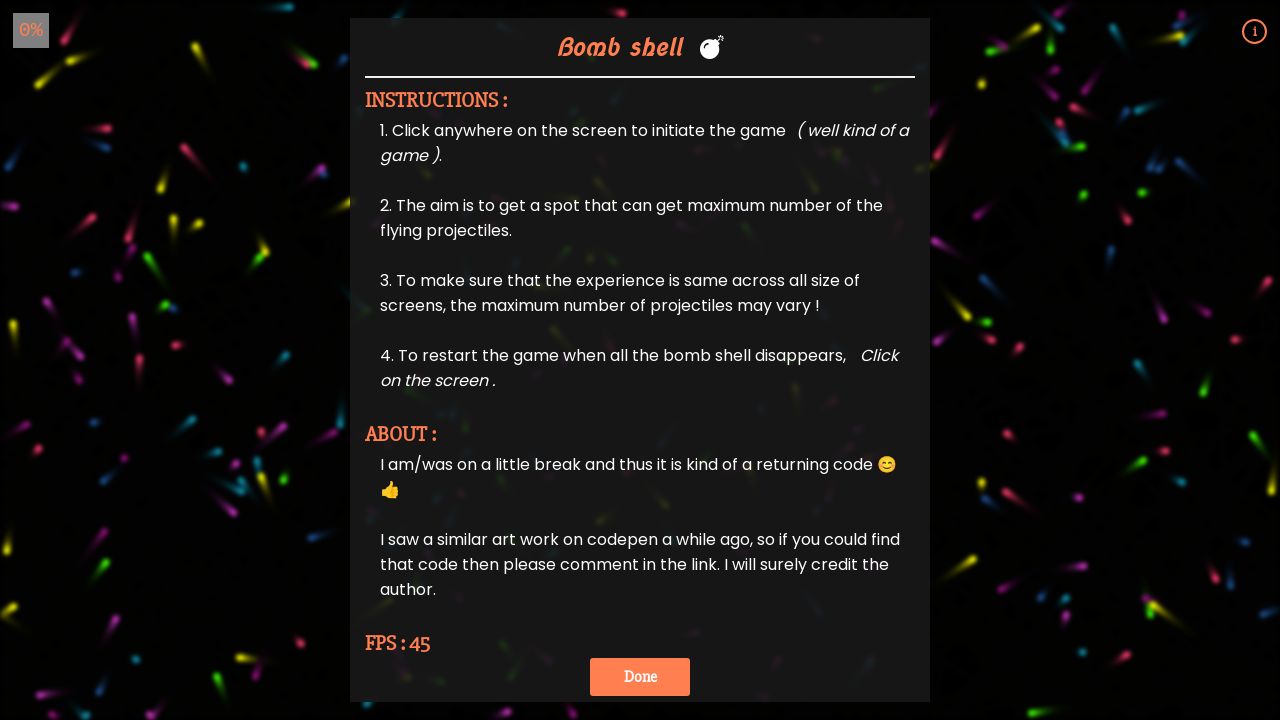 0%
Bomb shell 💣
i
INSTRUCTIONS :
1. Click anywhere on the screen to initiate the game ( well kind of a
game ).
2. The aim is to get a spot that can get maximum number of the
flying projectiles.
3. To make sure that the experience is same across all size of
screens, the maximum number of projectiles may vary !
4. To restart the game when all the bomb shell disappears, Click
on the screen .
ABOUT :
I am/was on a little break and thus it is kind of a returning code 😊
👍
I saw a similar art work on codepen a while ago, so if you could find
that code then please comment in the link. I will surely credit the
author.
FPS : 45
Done